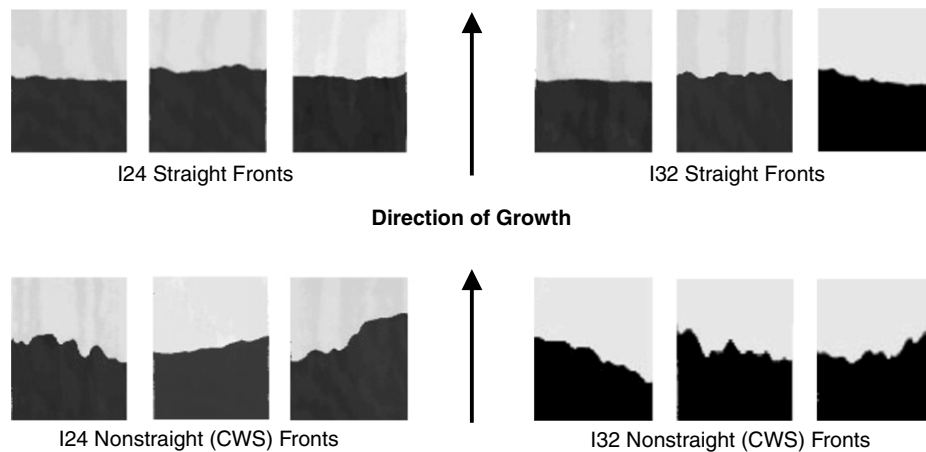 I24 Straight Fronts
I32 Straight Fronts
Direction of Growth
I24 Nonstraight (CWS) Fronts
I32 Nonstraight (CWS) Fronts